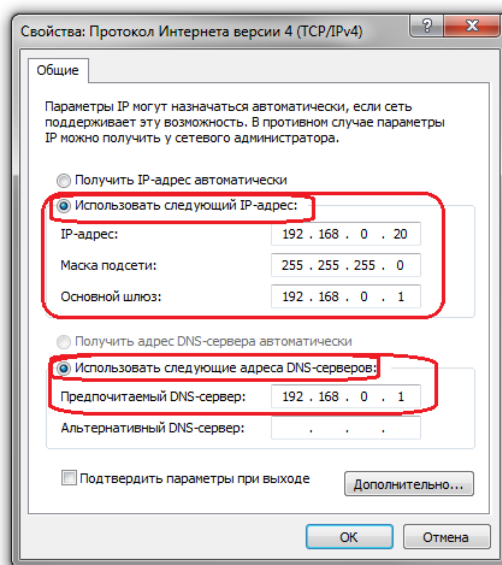 Свойства: Протокол Интернета версии 4 (TCP/IPv4)
Общие
Параметры IP могут назначаться автоматически, если сеть
поддерживает эту возможность. В противном случае параметры
IP можно получить у сетевого администратора.
Получить IP-адрес автоматически
Использовать следующий IP-адрес:
IP-адрес: 192 . 168 . 0 . 20
Маска подсети: 255 . 255 . 255 . 0
Основной шлюз: 192 . 168 . 0 . 1
Получить адрес DNS-сервера автоматически
Использовать следующие адреса DNS-серверов:
Предпочитаемый DNS-сервер: 192 . 168 . 0 . 1
Альтернативный DNS-сервер: . . .
Подтвердить параметры при выходе
Дополнительно...
ОК Отмена